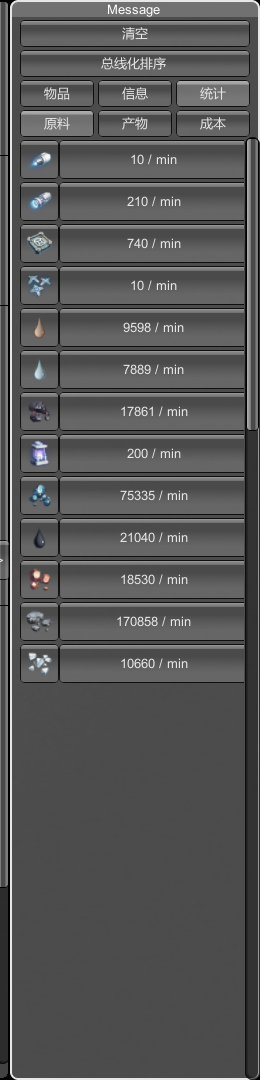 Message
清空
总线化排序
物品 信息 统计
原料 产物 成本
10 / min
210 / min
740 / min
10 / min
9598 / min
7889 / min
17861 / min
200 / min
75335 / min
21040 / min
18530 / min
170858 / min
10660 / min